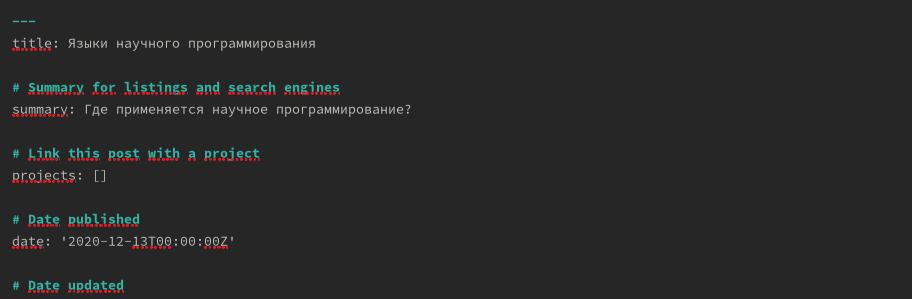 ---
title: Языки научного программирования
# Summary for listings and search engines
summary: Где применяется научное программирование?
# Link this post with a project
projects: []
# Date published
date: '2020-12-13T00:00:00Z'
# Date updated